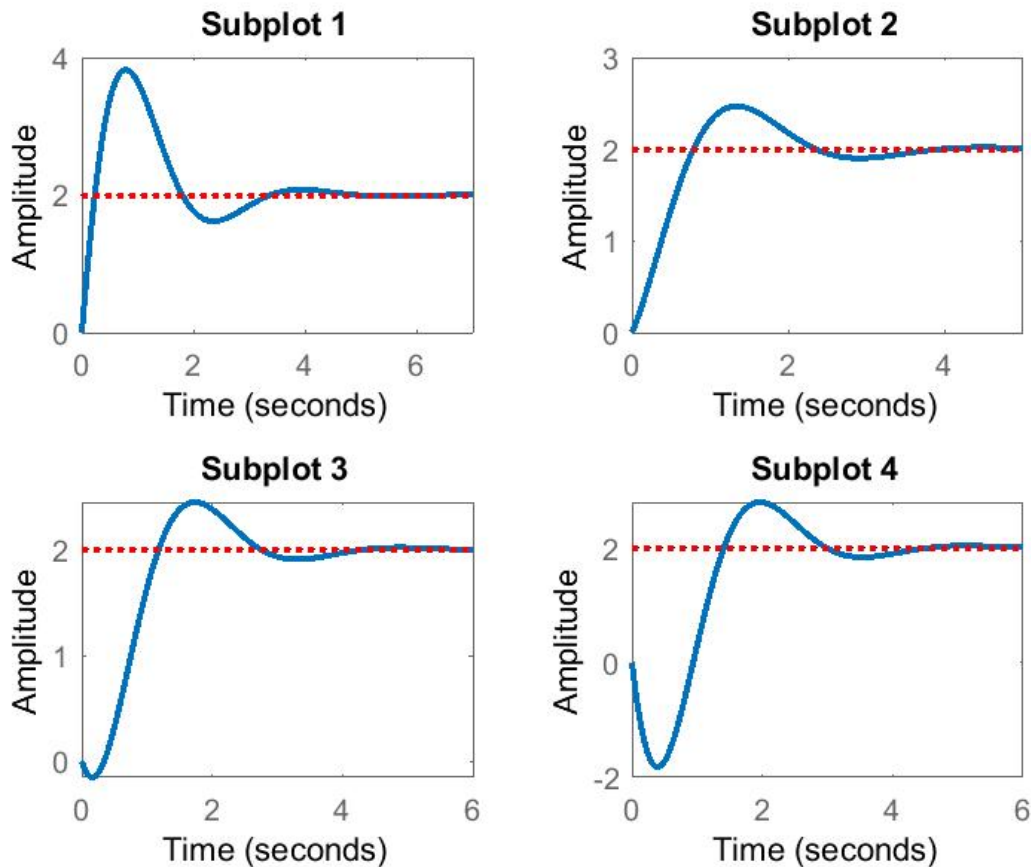 Subplot 1
4
2
0
0 2 4 6
Amplitude
Time (seconds)
Subplot 2
3
2
1
0
0 2 4
Amplitude
Time (seconds)
Subplot 3
2
1
0
0 2 4 6
Amplitude
Time (seconds)
Subplot 4
2
0
-2
0 2 4 6
Amplitude
Time (seconds)